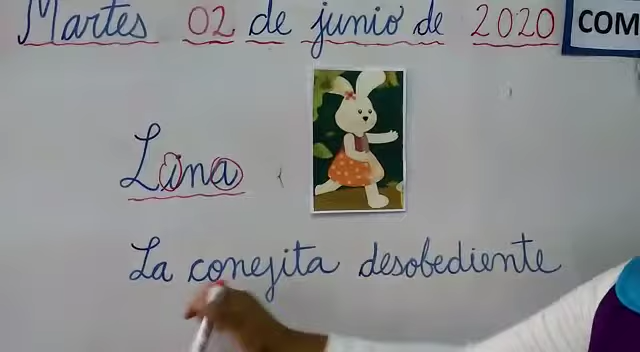 Martes 02 de junio de 2020
COM
Lina
La conejita desobediente